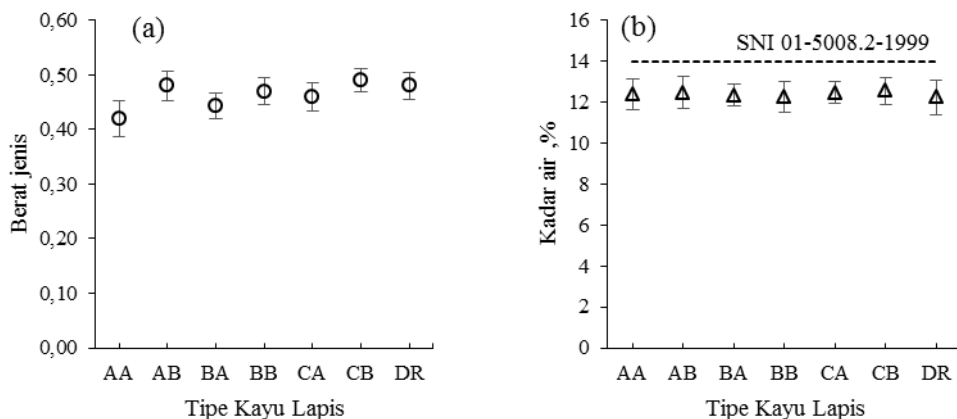 (a)
0,60
0,50
0,40
0,30
0,20
0,10
0,00
Berat jenis
AA AB BA BB CA CB DR
Tipe Kayu Lapis
(b)
SNI 01-5008.2-1999
16
14
12
10
8
6
4
2
0
Kadar air ,%
AA AB BA BB CA CB DR
Tipe Kayu Lapis